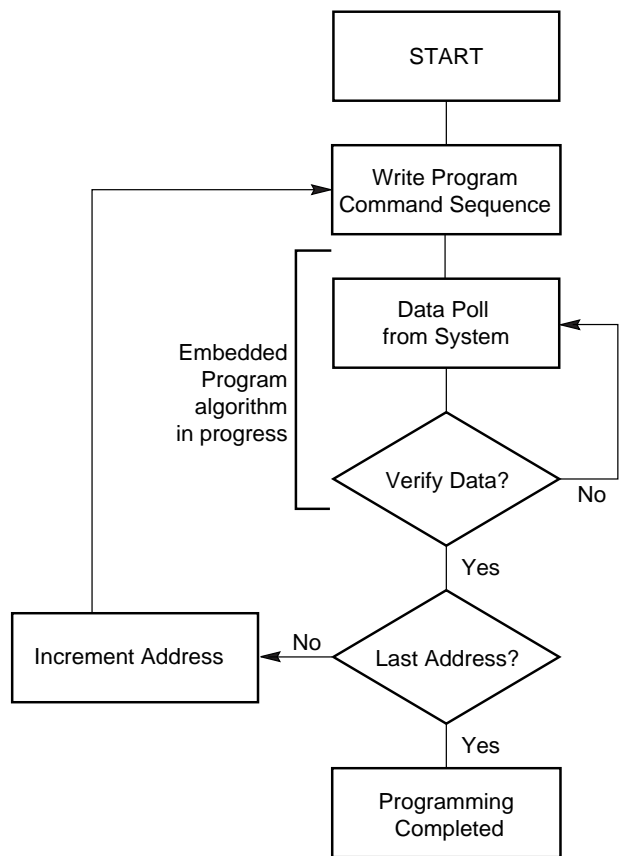 START
Write Program
Command Sequence
Data Poll
from System
Embedded
Program
algorithm
in progress
Verify Data?
No
Yes
Increment Address
No
Last Address?
Yes
Programming
Completed